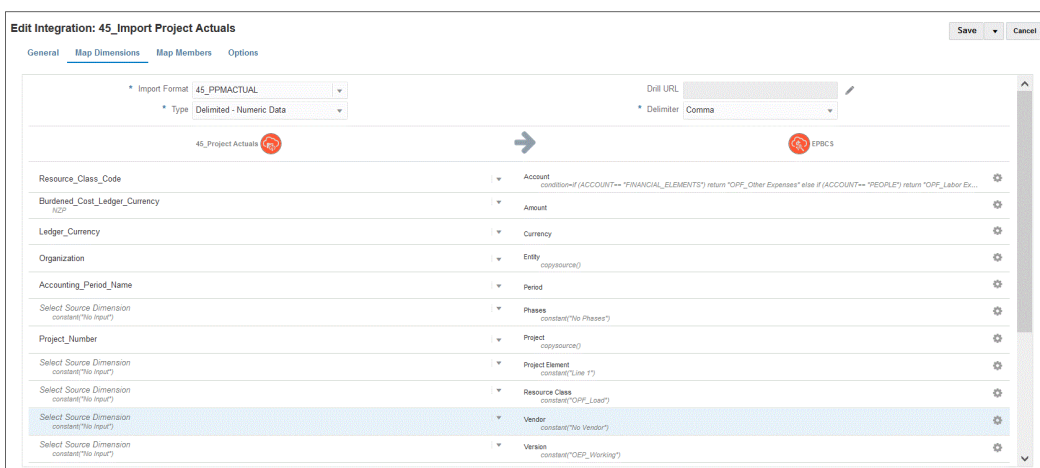 Edit Integration: 45_Import Project Actuals
Save
Cancel
General Map Dimensions Map Members Options
* Import Format 45_PPMACTUAL
Drill URL
* Type Delimited - Numeric Data
* Delimiter Comma
45_Project Actuals
EPBCS
Resource_Class_Code
Account
condition=if (ACCOUNT== "FINANCIAL_ELEMENTS") return "OPF_Other Expenses" else if (ACCOUNT== "PEOPLE") return "OPF_Labor Ex...
Burdened_Cost_Ledger_Currency
NZP
Amount
Ledger_Currency
Currency
Organization
Entity
copysource()
Accounting_Period_Name
Period
Select Source Dimension
constant("No Input")
Phases
constant("No Phases")
Project_Number
Project
copysource()
Select Source Dimension
constant("No Input")
Project Element
constant("Line 1")
Select Source Dimension
constant("No Input")
Resource Class
constant("OPF_Load")
Select Source Dimension
constant("No Input")
Vendor
constant("No Vendor")
Select Source Dimension
constant("No Input")
Version
constant("OEP_Working")